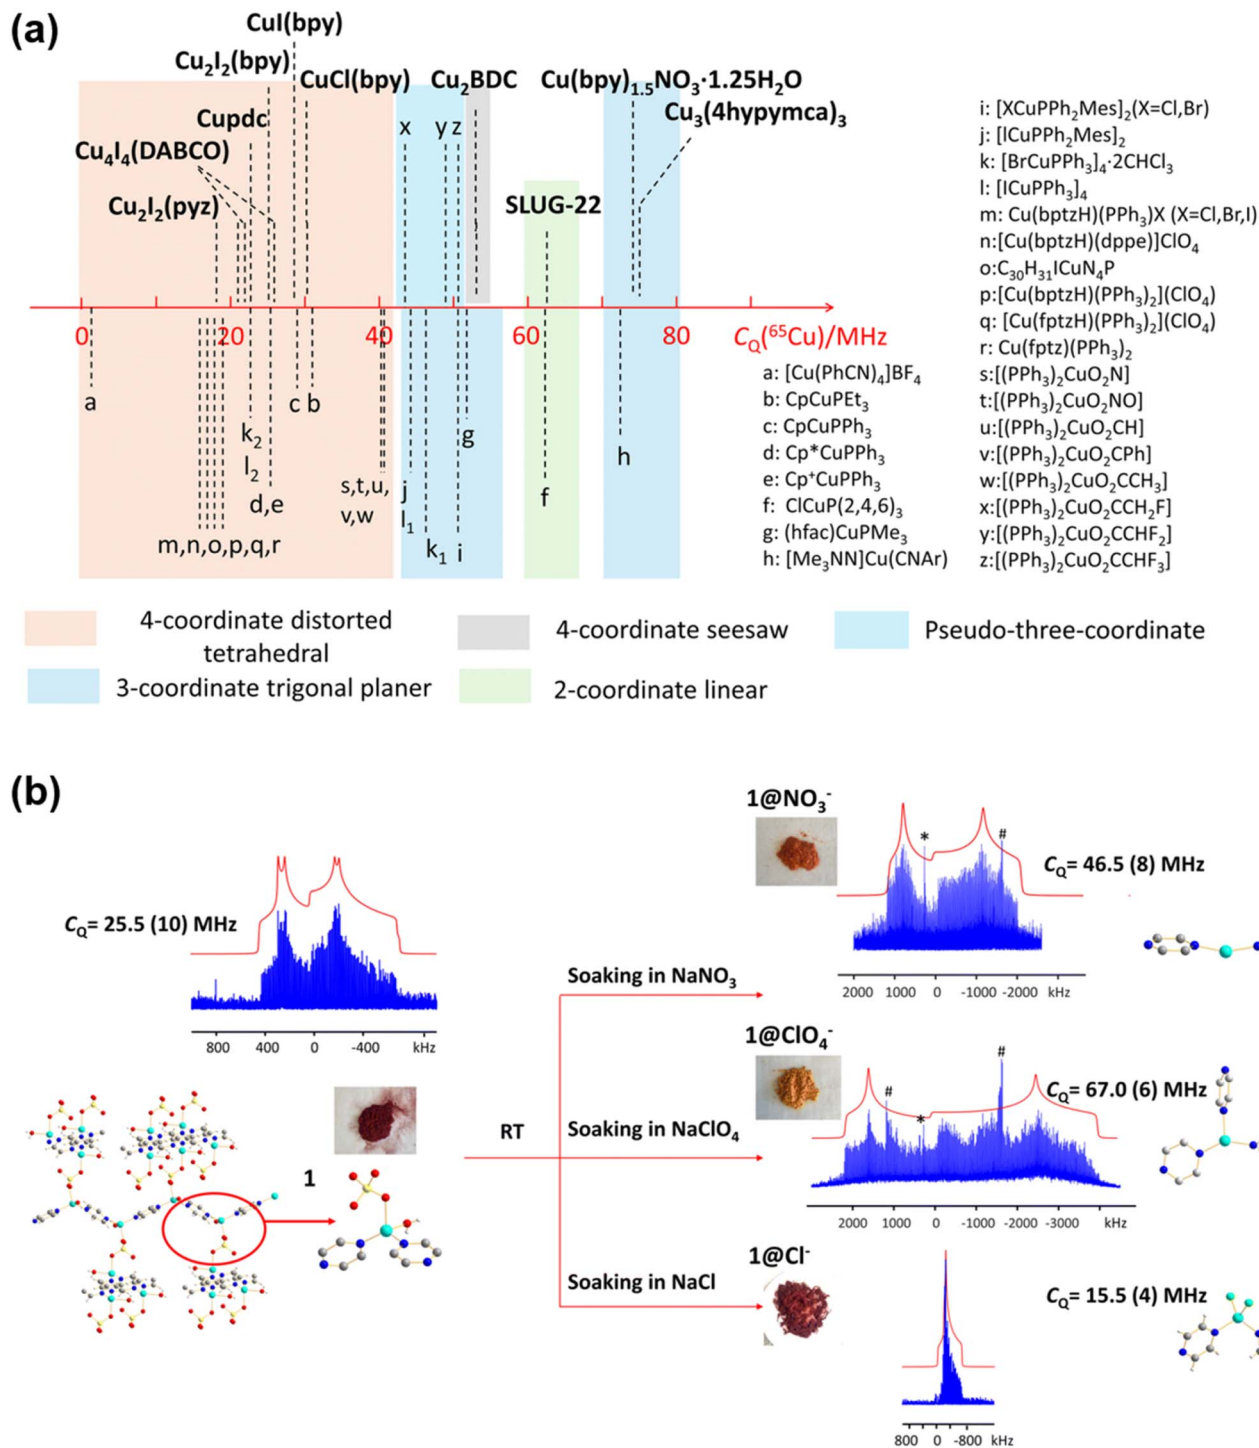 (a)
CuI(bpy)
Cu₂I₂(bpy)
CuCl(bpy)
Cu₂BDC
Cu(bpy)₁.₅NO₃·1.25H₂O
Cupdc
x
y
z
Cu₃(4hypymca)₃
Cu₄I₄(DABCO)
Cu₂I₂(pyz)
SLUG-22
0
20
40
60
80
C_Q(⁶⁵Cu)/MHz
a
c
b
k₂
l₂
g
h
d,e
s,t,u,
v,w
j
l₁
f
m,n,o,p,q,r
k₁
i
a: [Cu(PhCN)₄]BF₄
b: CpCuPEt₃
c: CpCuPPh₃
d: Cp*CuPPh₃
e: Cp⁺CuPPh₃
f: ClCuP(2,4,6)₃
g: (hfac)CuPMe₃
h: [Me₃NN]Cu(CNAr)
i: [XCuPPh₂Mes]₂(X=Cl,Br)
j: [ICuPPh₂Mes]₂
k: [BrCuPPh₃]₄·2CHCl₃
l: [ICuPPh₃]₄
m: Cu(bptzH)(PPh₃)X (X=Cl,Br,I)
n:[Cu(bptzH)(dppe)]ClO₄
o:C₃₀H₃₁ICuN₄P
p:[Cu(bptzH)(PPh₃)₂](ClO₄)
q: [Cu(fptzH)(PPh₃)₂](ClO₄)
r: Cu(fptz)(PPh₃)₂
s:[(PPh₃)₂CuO₂N]
t:[(PPh₃)₂CuO₂NO]
u:[(PPh₃)₂CuO₂CH]
v:[(PPh₃)₂CuO₂CPh]
w:[(PPh₃)₂CuO₂CCH₃]
x:[(PPh₃)₂CuO₂CCH₂F]
y:[(PPh₃)₂CuO₂CCHF₂]
z:[(PPh₃)₂CuO₂CCHF₃]
4-coordinate distorted
tetrahedral
4-coordinate seesaw
Pseudo-three-coordinate
3-coordinate trigonal planer
2-coordinate linear
(b)
C_Q= 25.5 (10) MHz
800 400 0 -400 kHz
1
RT
Soaking in NaNO₃
1@NO₃⁻
*
#
C_Q= 46.5 (8) MHz
2000 1000 0 -1000 -2000 kHz
Soaking in NaClO₄
1@ClO₄⁻
#
*
#
C_Q= 67.0 (6) MHz
2000 1000 0 -1000 -2000 -3000 kHz
Soaking in NaCl
1@Cl⁻
C_Q= 15.5 (4) MHz
800 0 -800 kHz